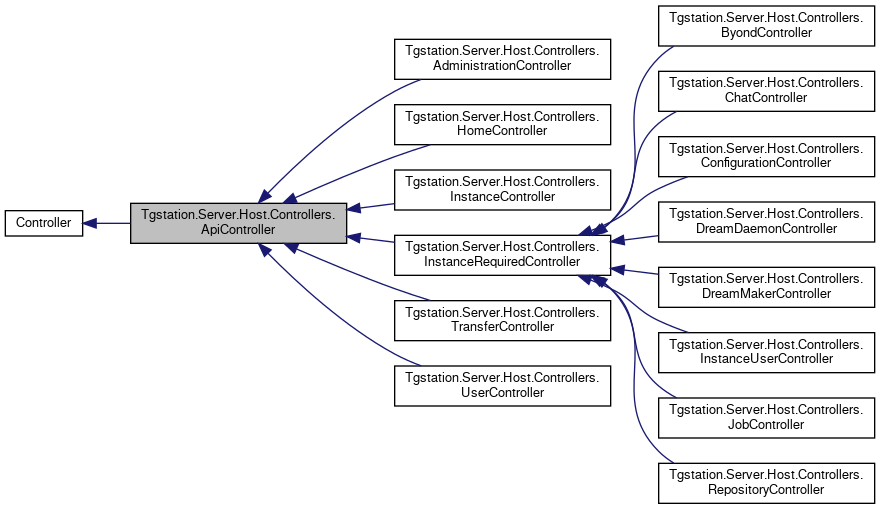 Controller
Tgstation.Server.Host.Controllers.
ApiController
Tgstation.Server.Host.Controllers.
AdministrationController
Tgstation.Server.Host.Controllers.
HomeController
Tgstation.Server.Host.Controllers.
InstanceController
Tgstation.Server.Host.Controllers.
InstanceRequiredController
Tgstation.Server.Host.Controllers.
TransferController
Tgstation.Server.Host.Controllers.
UserController
Tgstation.Server.Host.Controllers.
ByondController
Tgstation.Server.Host.Controllers.
ChatController
Tgstation.Server.Host.Controllers.
ConfigurationController
Tgstation.Server.Host.Controllers.
DreamDaemonController
Tgstation.Server.Host.Controllers.
DreamMakerController
Tgstation.Server.Host.Controllers.
InstanceUserController
Tgstation.Server.Host.Controllers.
JobController
Tgstation.Server.Host.Controllers.
RepositoryController